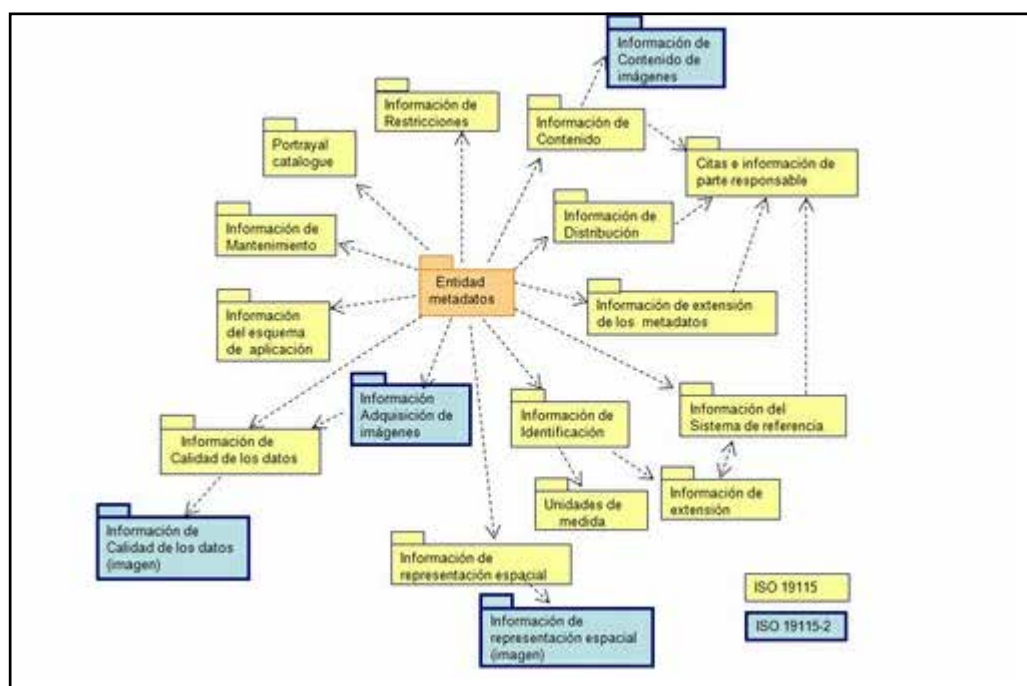 Información de
Contenido de
imágenes
Información de
Restricciones
Información de
Contenido
Portrayal
catalogue
Citas e información de
parte responsable
Información de
Mantenimiento
Información de
Distribución
Entidad
metadatos
Información
del esquema
de aplicación
Información de extensión
de los metadatos
Información
Adquisición de
imágenes
Información de
Identificación
Información del
Sistema de referencia
Información de
Calidad de los datos
Unidades de
medida
Información de
extensión
Información de
Calidad de los datos
(imagen)
Información de
representación espacial
Información de
representación espacial
(imagen)
ISO 19115
ISO 19115-2